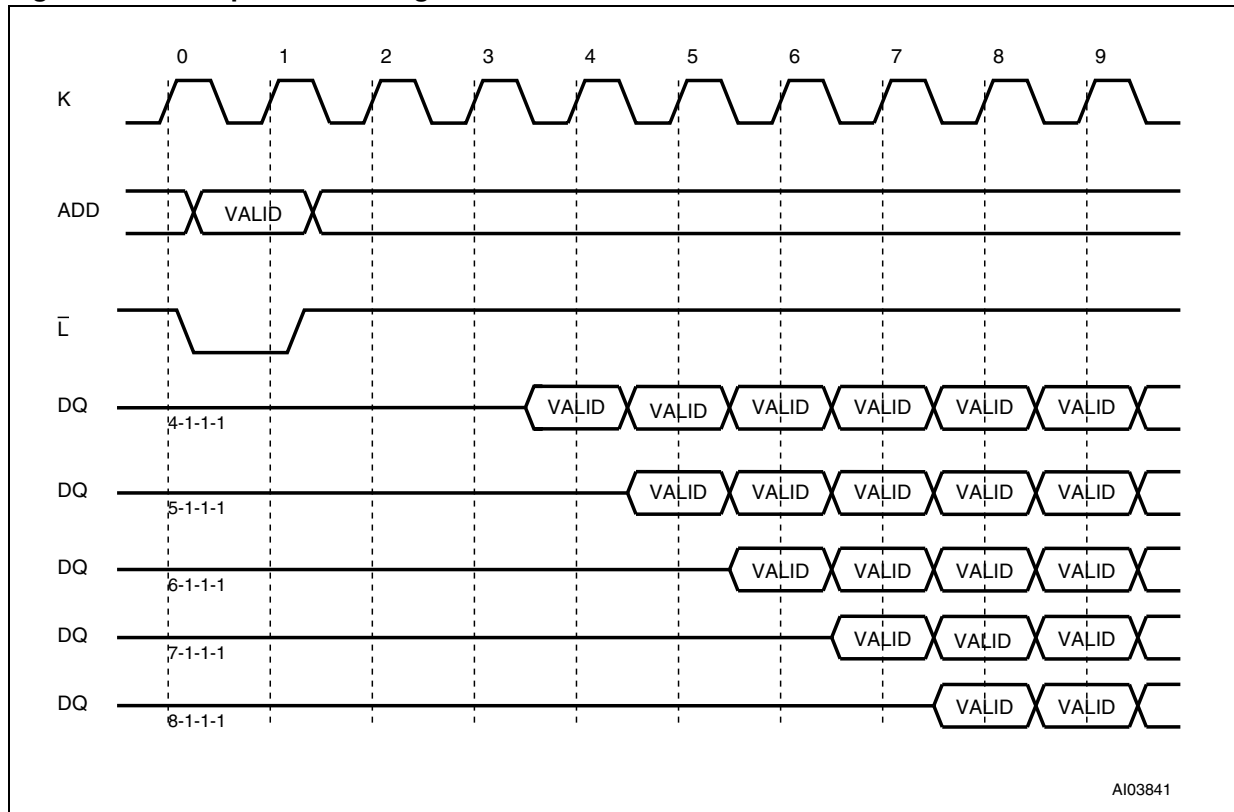 0 1 2 3 4 5 6 7 8 9
K
ADD VALID
L̅
DQ VALID VALID VALID VALID VALID VALID
4-1-1-1
DQ VALID VALID VALID VALID VALID
5-1-1-1
DQ VALID VALID VALID VALID
6-1-1-1
DQ VALID VALID VALID
7-1-1-1
DQ VALID VALID
8-1-1-1
AI03841